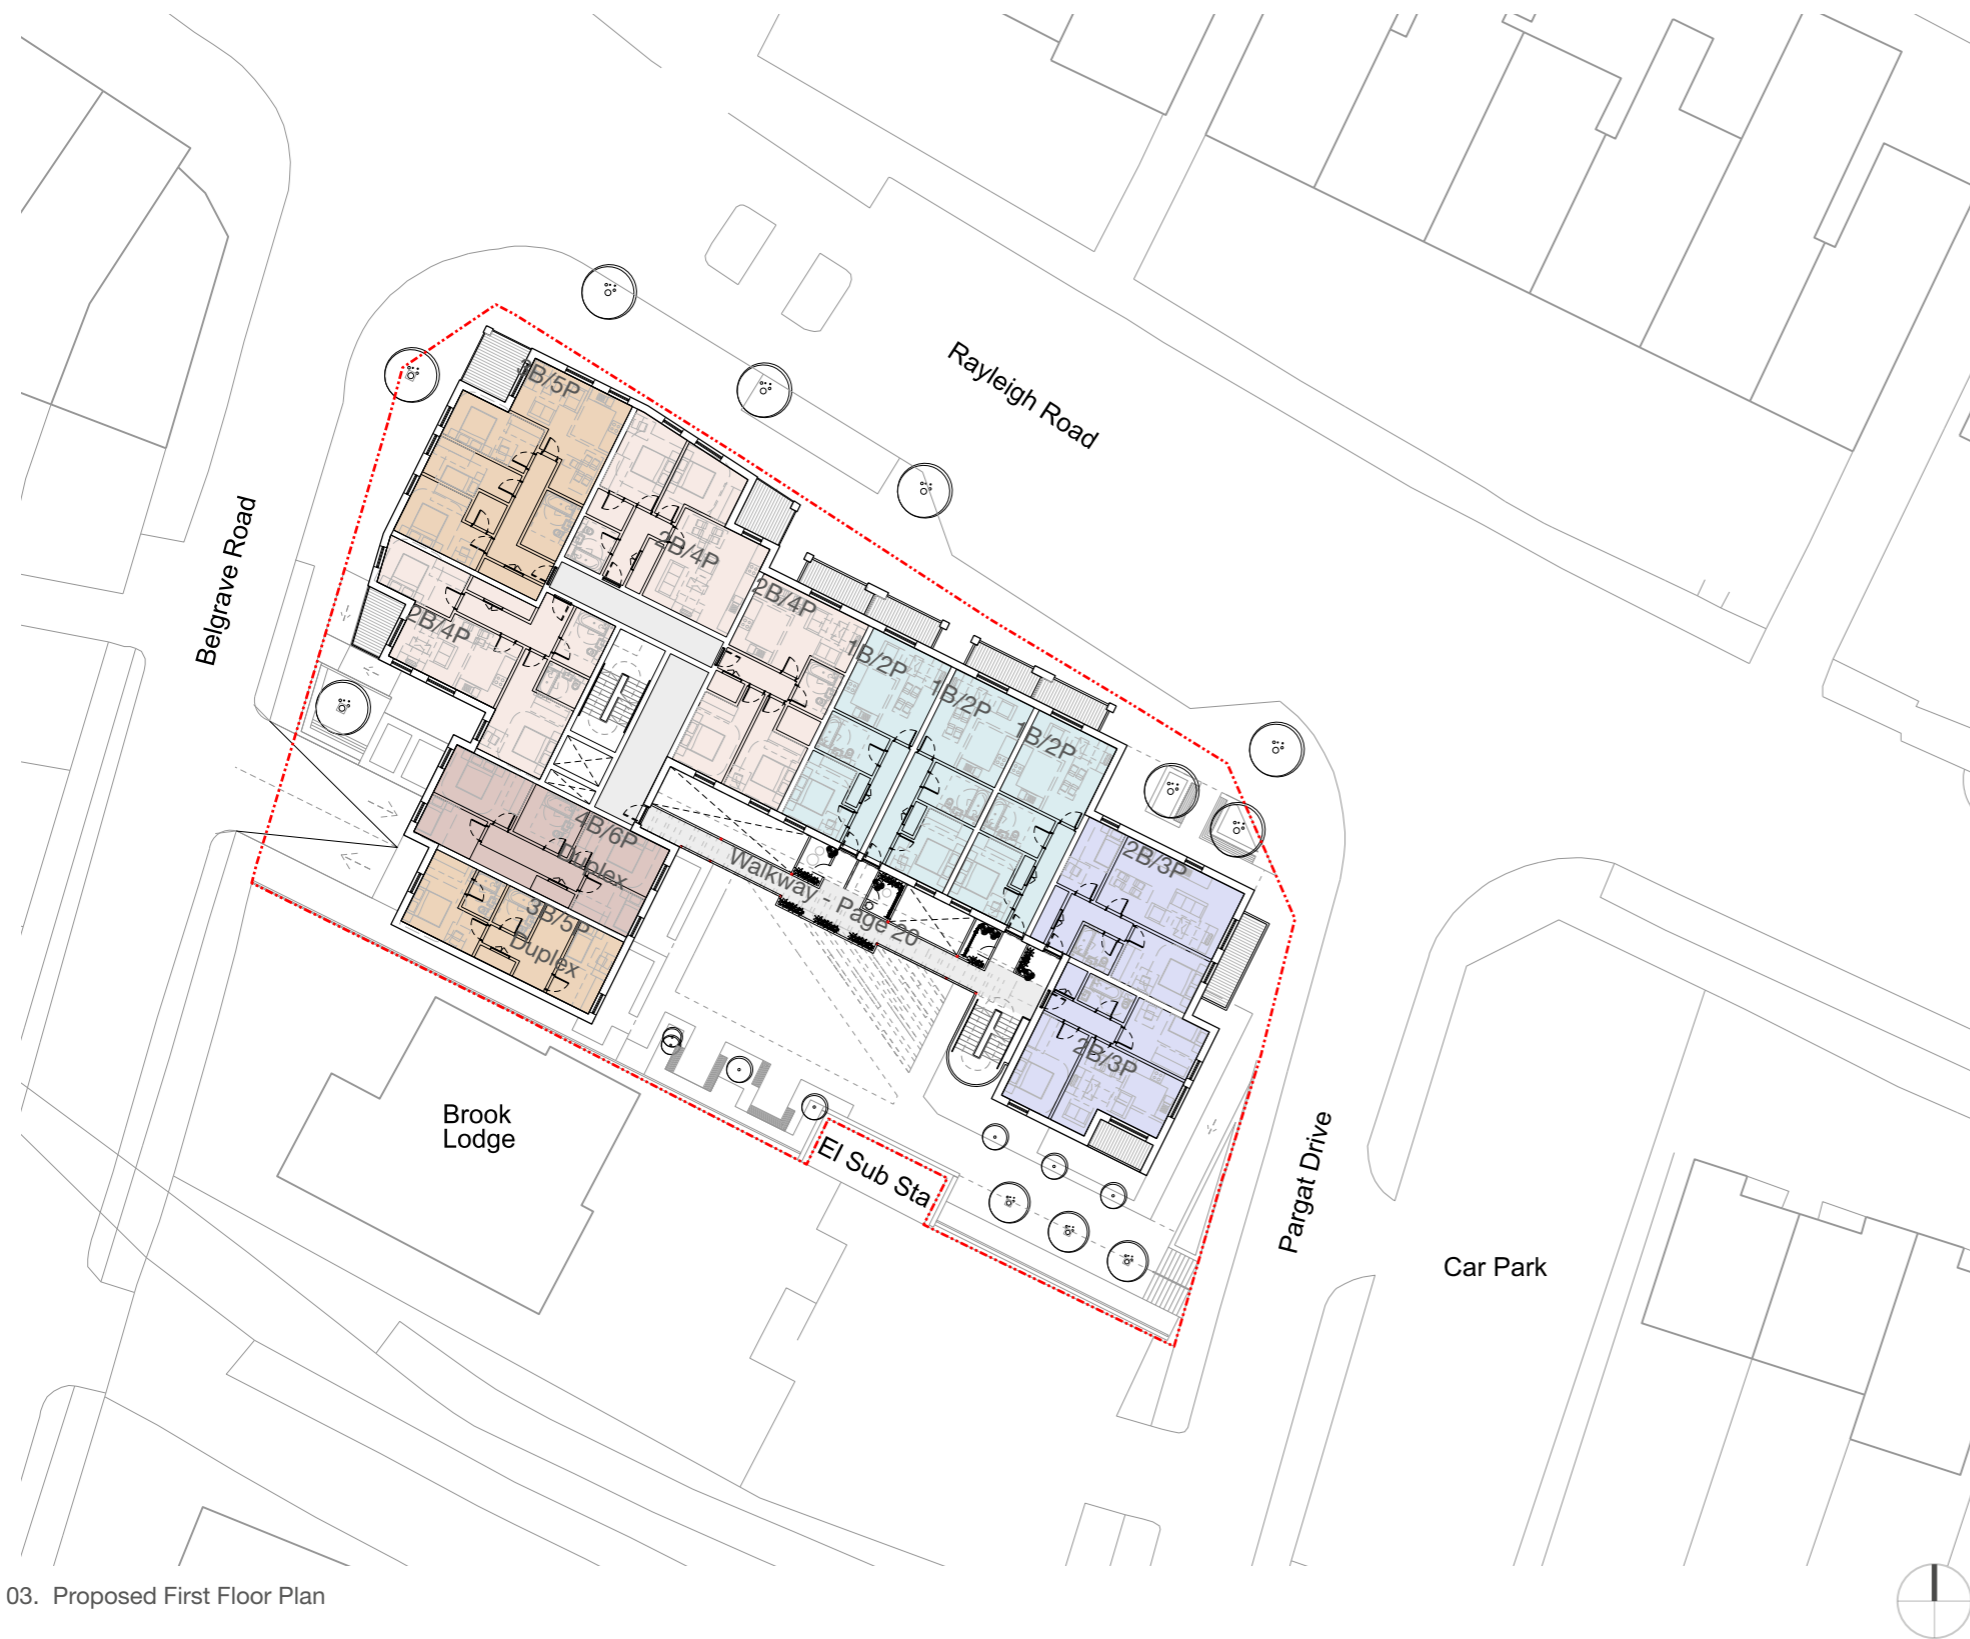 Rayleigh Road
3B/5P
2B/4P
2B/4P
2B/4P
Belgrave Road
1B/2P
1B/2P
1B/2P
4B/6P
Duplex
3B/5P
Duplex
Walkway - Page 20
2B/3P
2B/3P
Brook
Lodge
El Sub Sta
Pargat Drive
Car Park
03. Proposed First Floor Plan